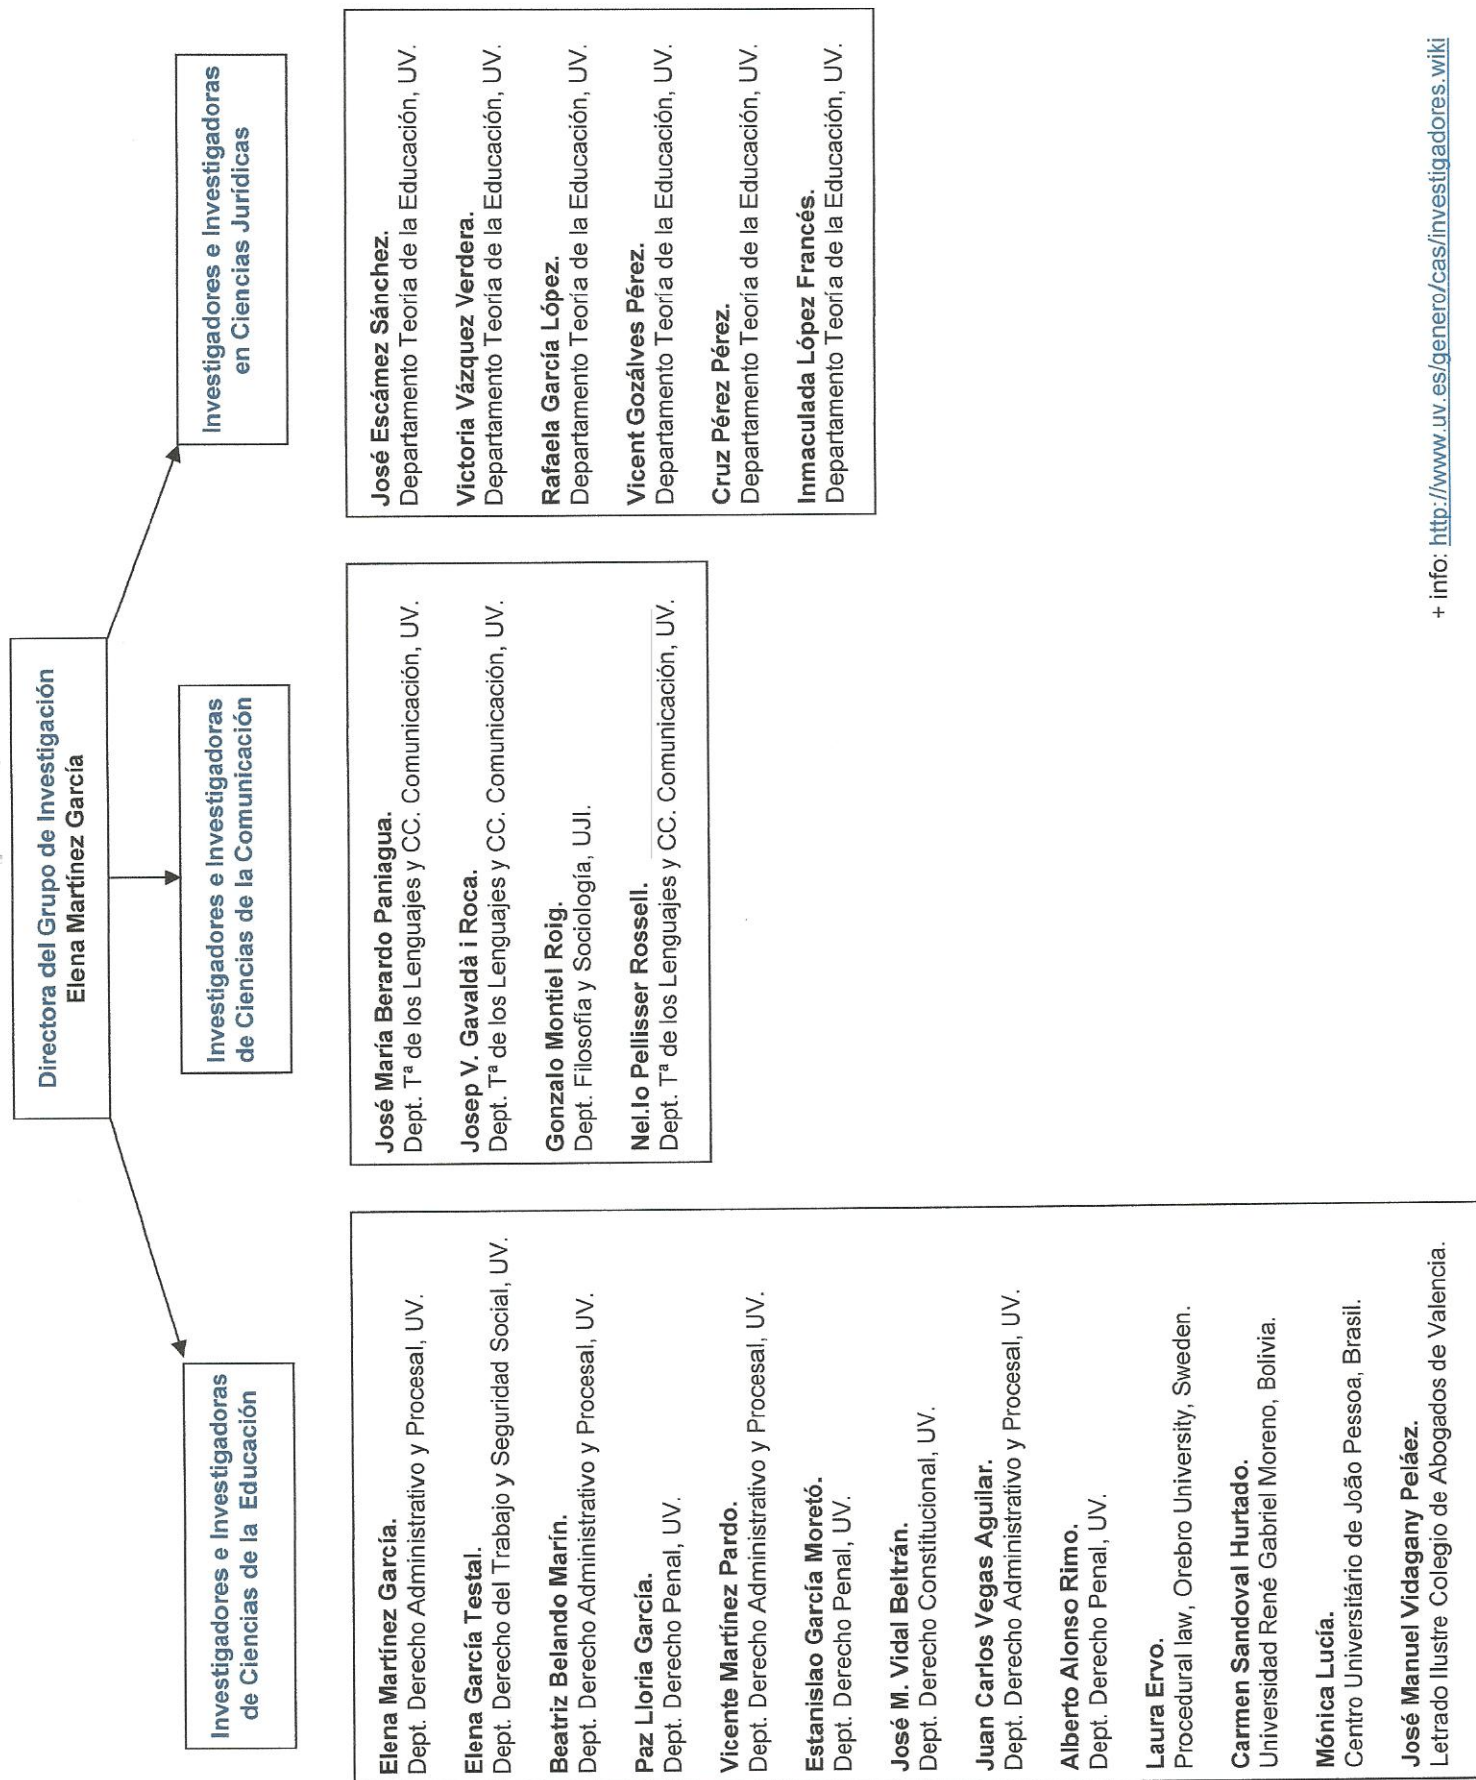 Directora del Grupo de Investigación
Elena Martínez García
Investigadores e Investigadoras
de Ciencias de la Educación
Investigadores e Investigadoras
de Ciencias de la Comunicación
Investigadores e Investigadoras
en Ciencias Jurídicas
Elena Martínez García.
Dept. Derecho Administrativo y Procesal, UV.
Elena García Testal.
Dept. Derecho del Trabajo y Seguridad Social, UV.
Beatriz Belando Marín.
Dept. Derecho Administrativo y Procesal, UV.
Paz Lloria García.
Dept. Derecho Penal, UV.
Vicente Martínez Pardo.
Dept. Derecho Administrativo y Procesal, UV.
Estanislao García Moretó.
Dept. Derecho Penal, UV.
José M. Vidal Beltrán.
Dept. Derecho Constitucional, UV.
Juan Carlos Vegas Aguilar.
Dept. Derecho Administrativo y Procesal, UV.
Alberto Alonso Rimo.
Dept. Derecho Penal, UV.
Laura Ervo.
Procedural law, Orebro University, Sweden.
Carmen Sandoval Hurtado.
Universidad René Gabriel Moreno, Bolivia.
Mónica Lucía.
Centro Universitário de João Pessoa, Brasil.
José Manuel Vidagany Peláez.
Letrado Ilustre Colegio de Abogados de Valencia.
José María Berardo Paniagua.
Dept. Tª de los Lenguajes y CC. Comunicación, UV.
Josep V. Gavaldà i Roca.
Dept. Tª de los Lenguajes y CC. Comunicación, UV.
Gonzalo Montiel Roig.
Dept. Filosofía y Sociología, UJI.
Nel.lo Pellisser Rossell.
Dept. Tª de los Lenguajes y CC. Comunicación, UV.
José Escámez Sánchez.
Departamento Teoría de la Educación, UV.
Victoria Vázquez Verdera.
Departamento Teoría de la Educación, UV.
Rafaela García López.
Departamento Teoría de la Educación, UV.
Vicent Gozálves Pérez.
Departamento Teoría de la Educación, UV.
Cruz Pérez Pérez.
Departamento Teoría de la Educación, UV.
Inmaculada López Francés.
Departamento Teoría de la Educación, UV.
+ info: http://www.uv.es/genero/cas/investigadores.wiki